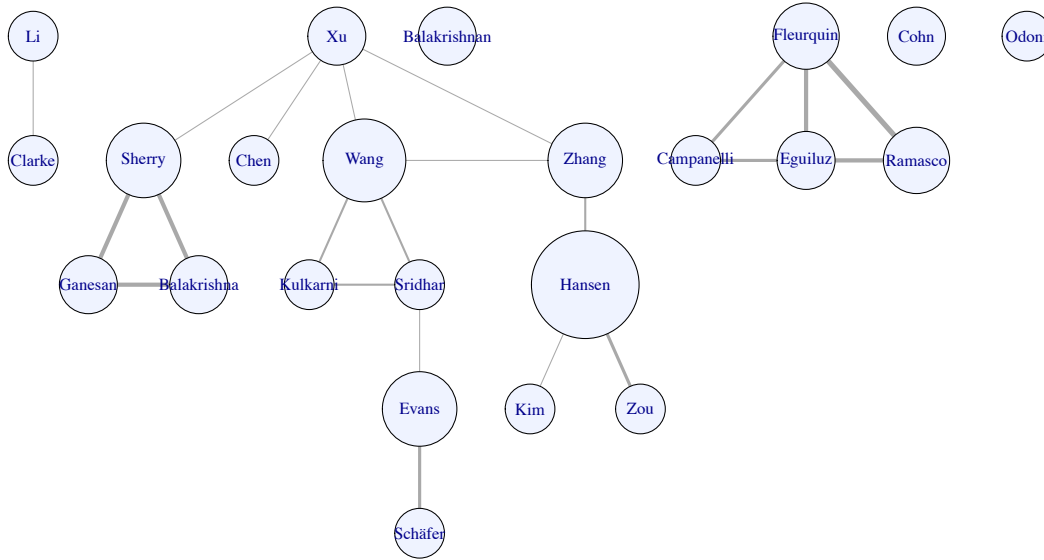 Li
Xu
Balakrishnan
Fleurquin
Cohn
Odoni
Clarke
Sherry
Chen
Wang
Zhang
Campanelli
Eguiluz
Ramasco
Ganesan
Balakrishna
Kulkarni
Sridhar
Hansen
Evans
Kim
Zou
Schäfer